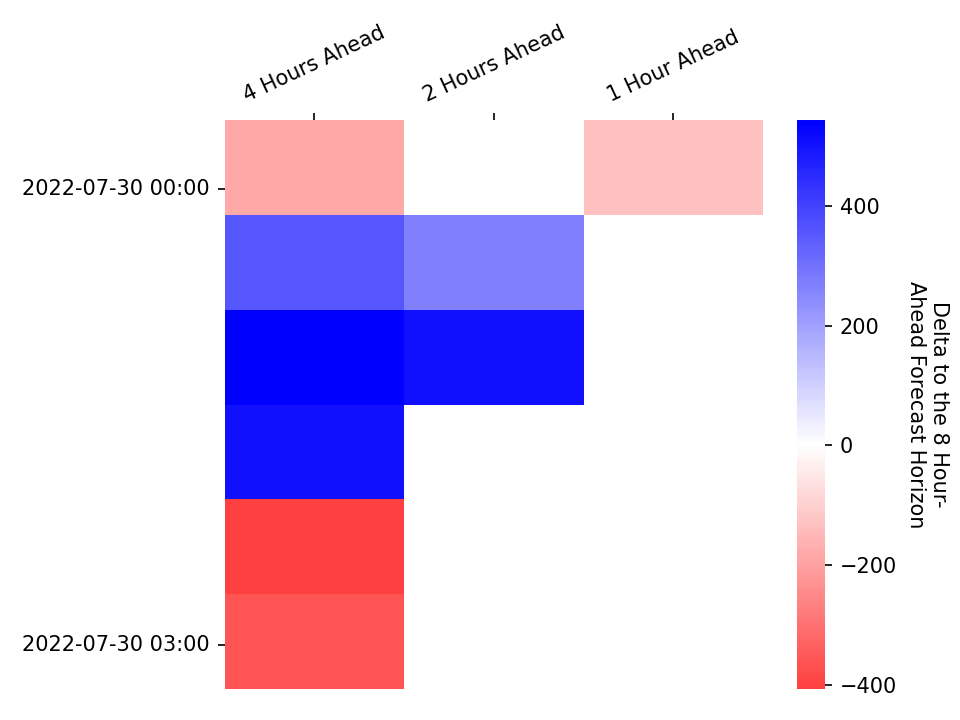 4 Hours Ahead
2 Hours Ahead
1 Hour Ahead
2022-07-30 00:00
2022-07-30 03:00
400
200
0
−200
−400
Delta to the 8 Hour-
Ahead Forecast Horizon